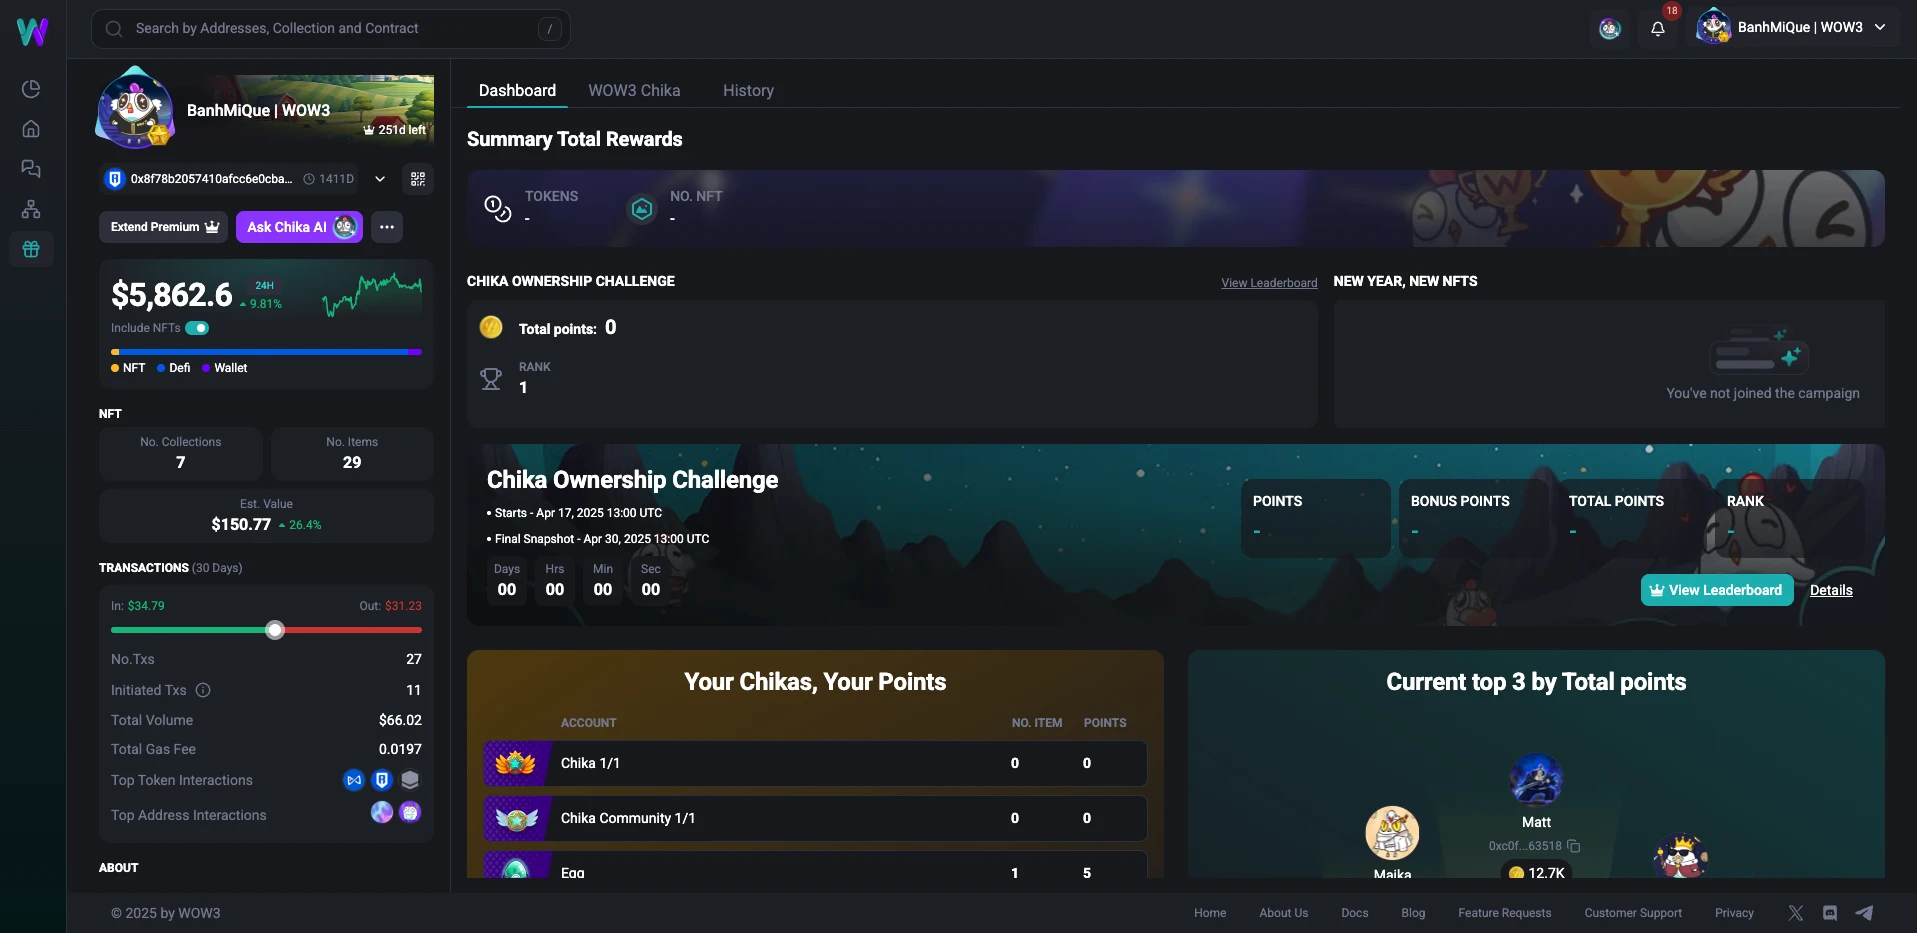 Search by Addresses, Collection and Contract
/
18
BanhMiQue | WOW3
BanhMiQue | WOW3
251d left
0x8f78b2057410afcc6e0cba...
1411D
Extend Premium
Ask Chika AI
$5,862.6
24H
9.81%
Include NFTs
NFT
Defi
Wallet
NFT
No. Collections
7
No. Items
29
Est. Value
$150.77
26.4%
TRANSACTIONS (30 Days)
In: $34.79
Out: $31.23
No.Txs
27
Initiated Txs
11
Total Volume
$66.02
Total Gas Fee
0.0197
Top Token Interactions
Top Address Interactions
ABOUT
Dashboard
WOW3 Chika
History
Summary Total Rewards
TOKENS
-
NO. NFT
-
CHIKA OWNERSHIP CHALLENGE
View Leaderboard
Total points: 0
RANK
1
NEW YEAR, NEW NFTS
You've not joined the campaign
Chika Ownership Challenge
• Starts - Apr 17, 2025 13:00 UTC
• Final Snapshot - Apr 30, 2025 13:00 UTC
Days
00
Hrs
00
Min
00
Sec
00
POINTS
-
BONUS POINTS
-
TOTAL POINTS
-
RANK
-
View Leaderboard
Details
Your Chikas, Your Points
ACCOUNT
NO. ITEM
POINTS
Chika 1/1
0
0
Chika Community 1/1
0
0
Egg
1
5
Current top 3 by Total points
Matt
0xc0f...63518
12.7K
Maika
© 2025 by WOW3
Home
About Us
Docs
Blog
Feature Requests
Customer Support
Privacy